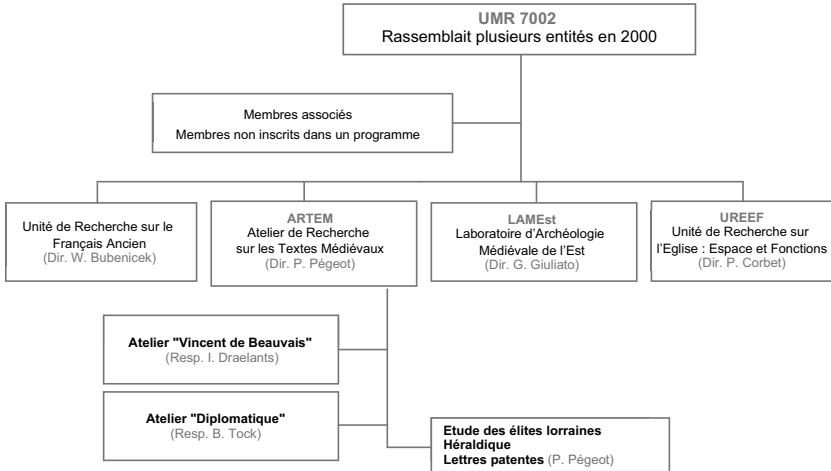 UMR 7002
Rassemblait plusieurs entités en 2000
Membres associés
Membres non inscrits dans un programme
Unité de Recherche sur le
Français Ancien
(Dir. W. Bubenicek)
ARTEM
Atelier de Recherche
sur les Textes Médiévaux
(Dir. P. Pégeot)
LAMEst
Laboratoire d'Archéologie
Médiévale de l'Est
(Dir. G. Giuliato)
UREEF
Unité de Recherche sur
l'Eglise : Espace et Fonctions
(Dir. P. Corbet)
Atelier "Vincent de Beauvais"
(Resp. I. Draelants)
Atelier "Diplomatique"
(Resp. B. Tock)
Etude des élites lorraines
Héraldique
Lettres patentes (P. Pégeot)